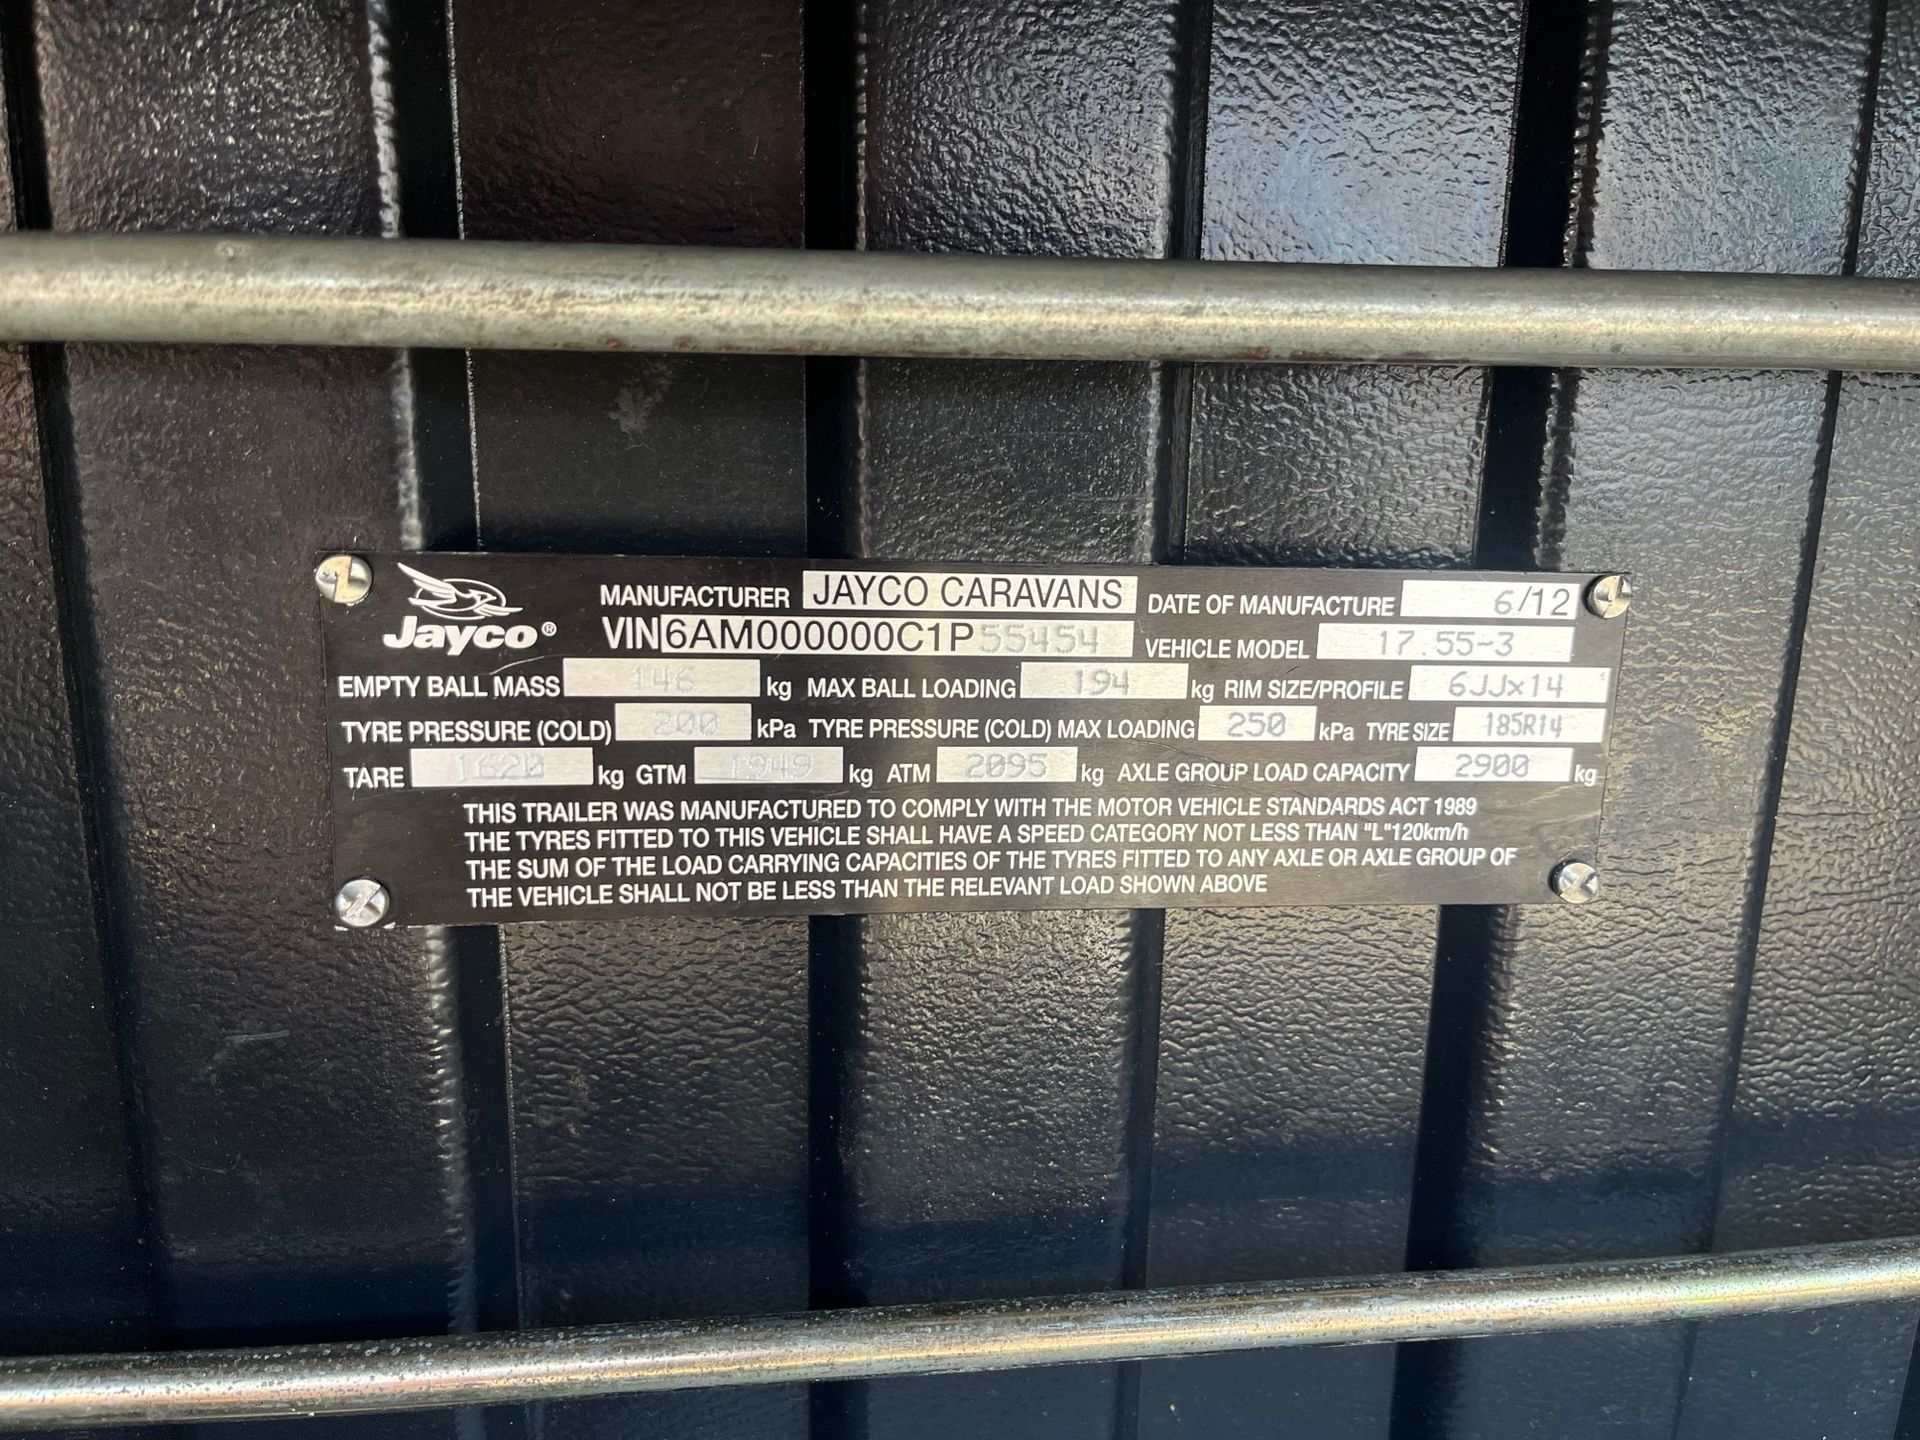 Jayco®
MANUFACTURER JAYCO CARAVANS DATE OF MANUFACTURE 6/12
VIN 6AM000000C1P55454 VEHICLE MODEL 17.55-3
EMPTY BALL MASS 146 kg MAX BALL LOADING 194 kg RIM SIZE/PROFILE 6JJx14
TYRE PRESSURE (COLD) 200 kPa TYRE PRESSURE (COLD) MAX LOADING 250 kPa TYRE SIZE 185R14
TARE 1620 kg GTM 1949 kg ATM 2095 kg AXLE GROUP LOAD CAPACITY 2900 kg
THIS TRAILER WAS MANUFACTURED TO COMPLY WITH THE MOTOR VEHICLE STANDARDS ACT 1989
THE TYRES FITTED TO THIS VEHICLE SHALL HAVE A SPEED CATEGORY NOT LESS THAN "L"120km/h
THE SUM OF THE LOAD CARRYING CAPACITIES OF THE TYRES FITTED TO ANY AXLE OR AXLE GROUP OF
THE VEHICLE SHALL NOT BE LESS THAN THE RELEVANT LOAD SHOWN ABOVE